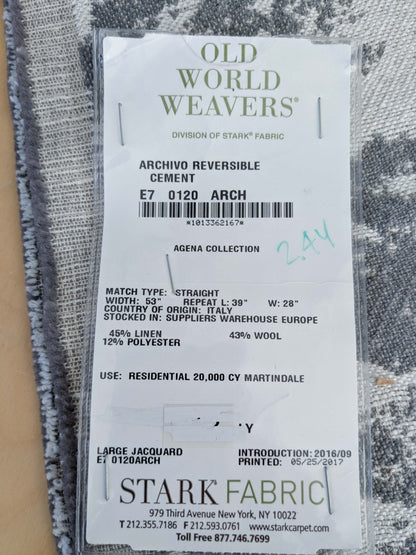 OLD
WORLD
WEAVERS®
DIVISION OF STARK® FABRIC
ARCHIVO REVERSIBLE
CEMENT
E7 0120 ARCH
*1013362167*
AGENA COLLECTION
2.44
MATCH TYPE: STRAIGHT
WIDTH: 53" REPEAT L: 39" W: 28"
COUNTRY OF ORIGIN: ITALY
STOCKED IN: SUPPLIERS WAREHOUSE EUROPE
45% LINEN 43% WOOL
12% POLYESTER
USE: RESIDENTIAL 20,000 CY MARTINDALE
Y
LARGE JACQUARD INTRODUCTION: 2016/09
E7 0120ARCH PRINTED: 05/25/2017
STARK FABRIC
979 Third Avenue New York, NY 10022
T 212.355.7186 F 212.593.0761 www.starkcarpet.com
Toll Free 877.746.7699